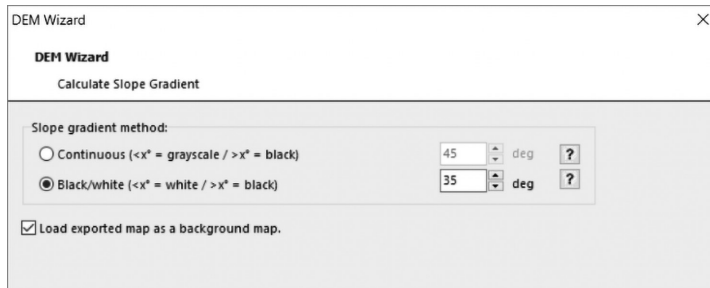 DEM Wizard
DEM Wizard
Calculate Slope Gradient
Slope gradient method:
Continuous (<x° = grayscale / >x° = black) 45 deg ?
Black/white (<x° = white / >x° = black) 35 deg ?
Load exported map as a background map.